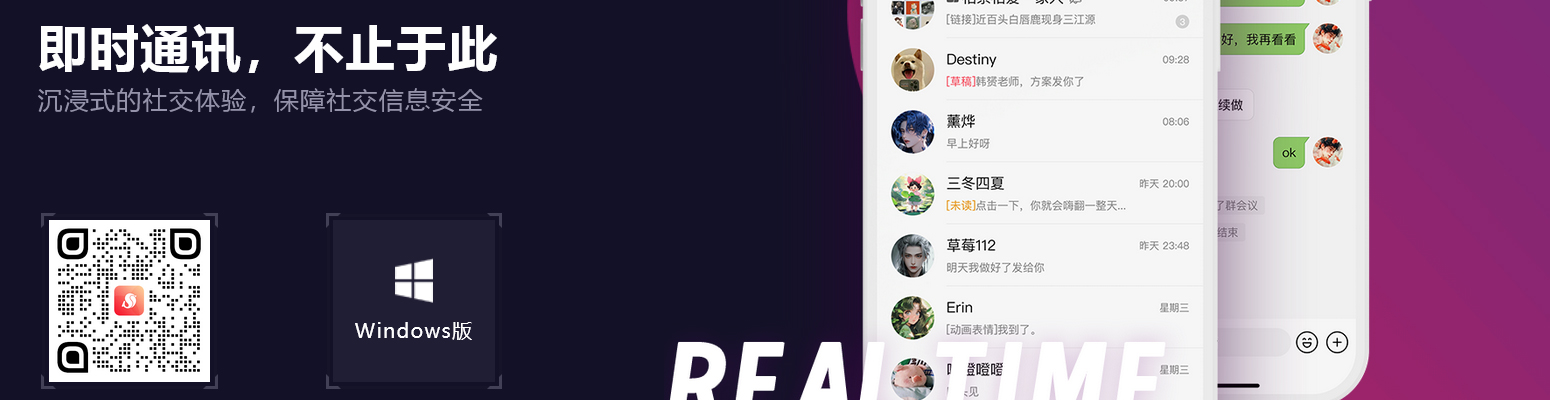 即时通讯，不止于此
沉浸式的社交体验，保障社交信息安全
Windows版
[链接]近百头白唇鹿现身三江源
3
Destiny
09:28
[草稿]韩赟老师，方案发你了
薰烨
08:06
早上好呀
三冬四夏
昨天 20:00
[未读]点击一下，你就会嗨翻一整天...
草莓112
昨天 23:48
明天我做好了发给你
Erin
星期三
[动画表情]我到了。
星期三
好，我再看看
续做
ok
了群会议
结束
REAL TIME